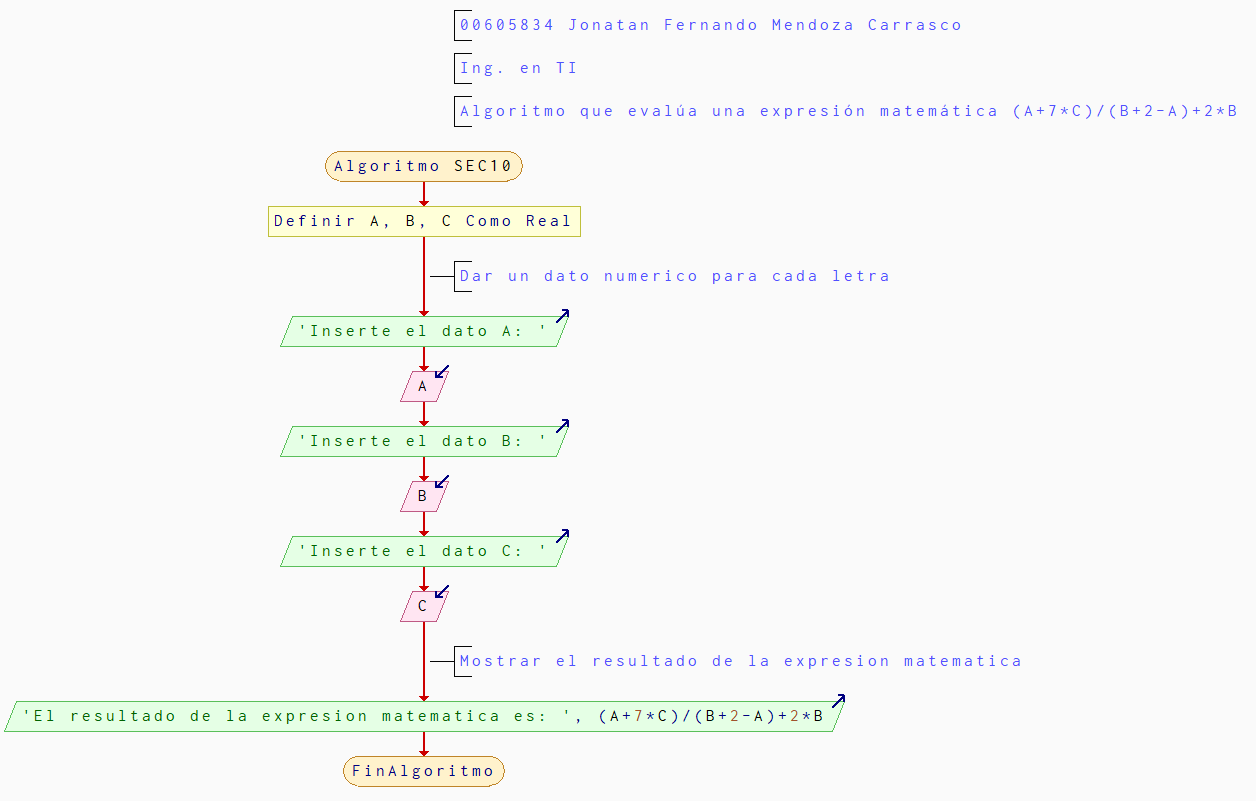 00605834 Jonatan Fernando Mendoza Carrasco
Ing. en TI
Algoritmo que evalúa una expresión matemática (A+7*C)/(B+2-A)+2*B
Algoritmo SEC10
Definir A, B, C Como Real
Dar un dato numerico para cada letra
'Inserte el dato A: '
A
'Inserte el dato B: '
B
'Inserte el dato C: '
C
Mostrar el resultado de la expresion matematica
'El resultado de la expresion matematica es: ', (A+7*C)/(B+2-A)+2*B
FinAlgoritmo